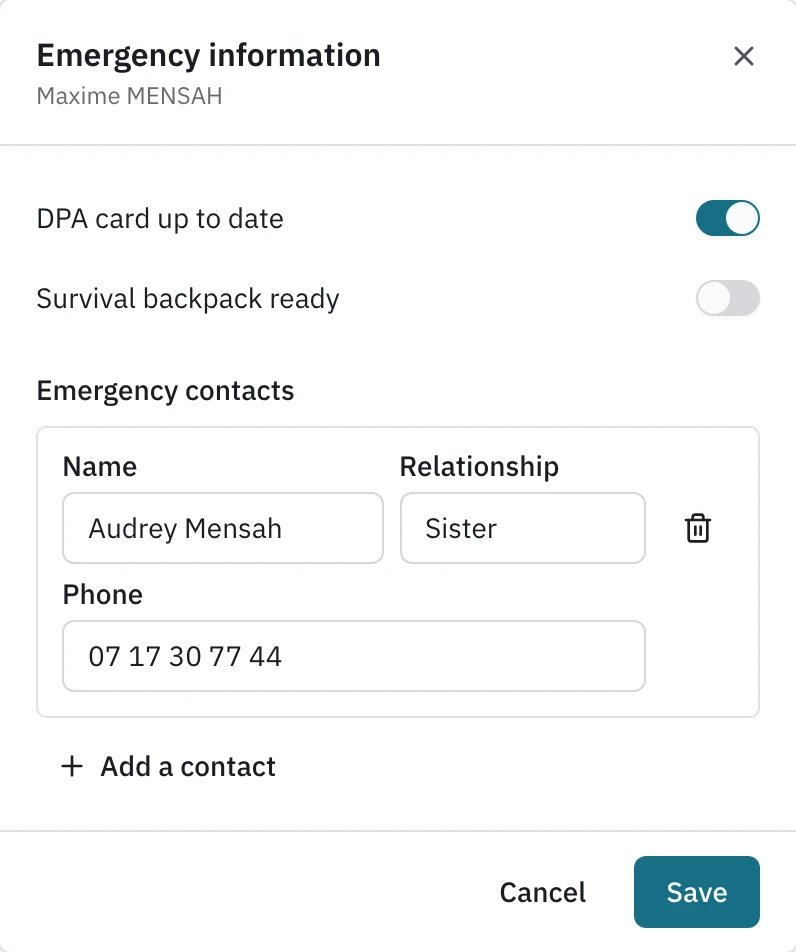 Emergency information
Maxime MENSAH
DPA card up to date
Survival backpack ready
Emergency contacts
Name Relationship
Audrey Mensah Sister
Phone
07 17 30 77 44
+ Add a contact
Cancel Save